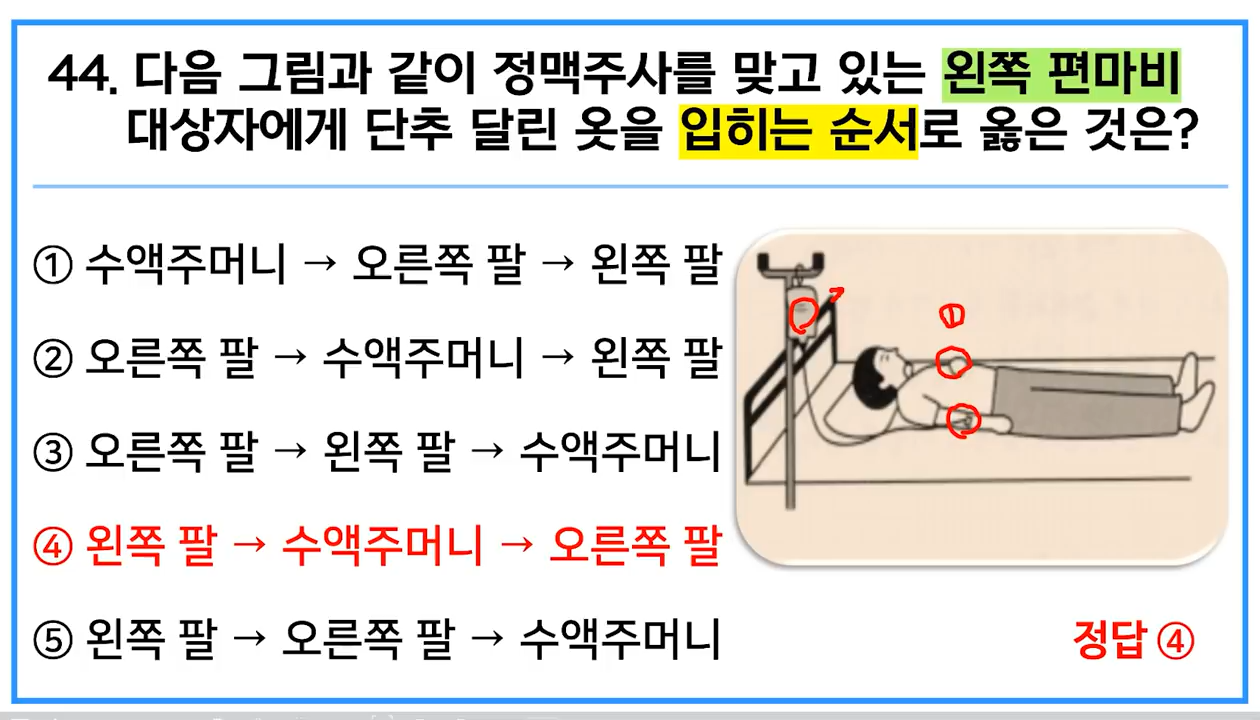 44. 다음 그림과 같이 정맥주사를 맞고 있는 왼쪽 편마비
대상자에게 단추 달린 옷을 입히는 순서로 옳은 것은?
① 수액주머니 → 오른쪽 팔 → 왼쪽 팔
② 오른쪽 팔 → 수액주머니 → 왼쪽 팔
③ 오른쪽 팔 → 왼쪽 팔 → 수액주머니
④ 왼쪽 팔 → 수액주머니 → 오른쪽 팔
⑤ 왼쪽 팔 → 오른쪽 팔 → 수액주머니
①
정답 ④